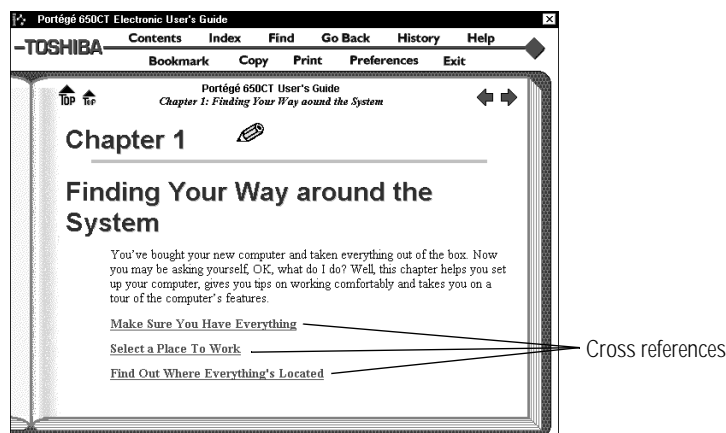 Portégé 650CT Electronic User's Guide
-TOSHIBA-
Contents Index Find Go Back History Help
Bookmark Copy Print Preferences Exit
TOP TOP
Portégé 650CT User's Guide
Chapter 1: Finding Your Way aound the System
Chapter 1
Finding Your Way around the
System
You've bought your new computer and taken everything out of the box. Now
you may be asking yourself, OK, what do I do? Well, this chapter helps you set
up your computer, gives you tips on working comfortably and takes you on a
tour of the computer's features.
Make Sure You Have Everything
Select a Place To Work
Find Out Where Everything's Located
Cross references